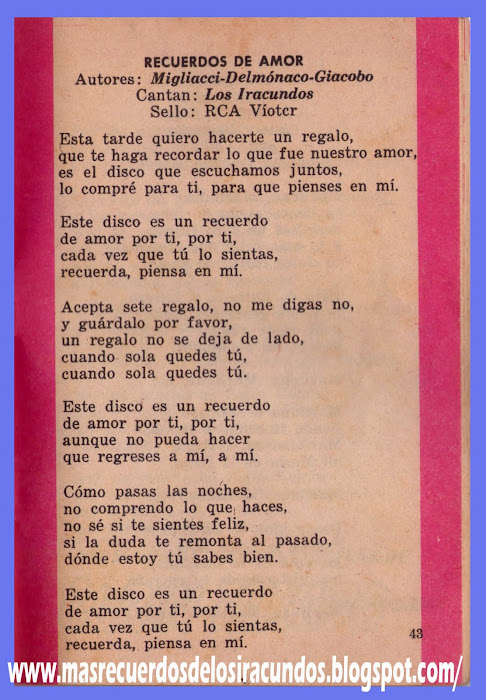 RECUERDOS DE AMOR
Autores: Migliacci-Delmónaco-Giacobo
Cantan: Los Iracundos
Sello: RCA Víotcr
Esta tarde quiero hacerte un regalo,
que te haga recordar lo que fue nuestro amor,
es el disco que escuchamos juntos,
lo compré para ti, para que pienses en mí.
Este disco es un recuerdo
de amor por ti, por ti,
cada vez que tú lo sientas,
recuerda, piensa en mí.
Acepta sete regalo, no me digas no,
y guárdalo por favor,
un regalo no se deja de lado,
cuando sola quedes tú,
cuando sola quedes tú.
Este disco es un recuerdo
de amor por ti, por ti,
aunque no pueda hacer
que regreses a mí, a mí.
Cómo pasas las noches,
no comprendo lo que haces,
no sé si te sientes feliz,
si la duda te remonta al pasado,
dónde estoy tú sabes bien.
Este disco es un recuerdo
de amor por ti, por ti,
cada vez que tú lo sientas,
recuerda, piensa en mí.
43
www.masrecuerdosdelosiracundos.blogspot.com/